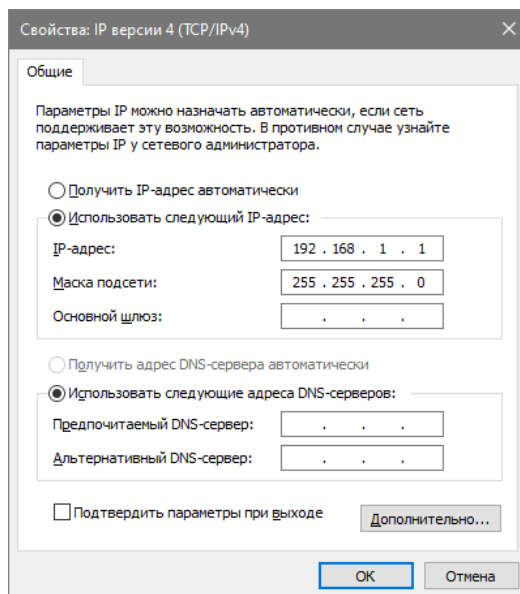 Свойства: IP версии 4 (TCP/IPv4)
Общие
Параметры IP можно назначать автоматически, если сеть
поддерживает эту возможность. В противном случае узнайте
параметры IP у сетевого администратора.
Получить IP-адрес автоматически
Использовать следующий IP-адрес:
IP-адрес: 192 . 168 . 1 . 1
Маска подсети: 255 . 255 . 255 . 0
Основной шлюз: . . .
Получить адрес DNS-сервера автоматически
Использовать следующие адреса DNS-серверов:
Предпочитаемый DNS-сервер: . . .
Альтернативный DNS-сервер: . . .
Подтвердить параметры при выходе
Дополнительно...
ОК Отмена